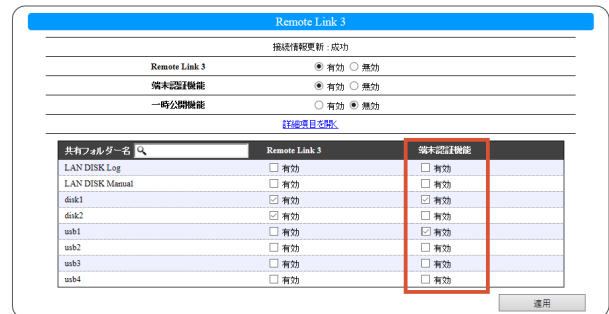 Remote Link 3
接続情報更新 : 成功
Remote Link 3 有効 無効
端末認証機能 有効 無効
一時公開機能 有効 無効
詳細項目を開く
共有フォルダー名 Remote Link 3 端末認証機能
LAN DISK Log 有効 有効
LAN DISK Manual 有効 有効
disk1 有効 有効
disk2 有効 有効
usb1 有効 有効
usb2 有効 有効
usb3 有効 有効
usb4 有効 有効
適用